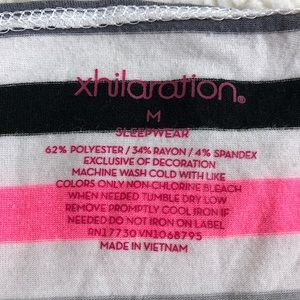 xhilaration®
M
SLEEPWEAR
62% POLYESTER / 34% RAYON / 4% SPANDEX
EXCLUSIVE OF DECORATION
MACHINE WASH COLD WITH LIKE
COLORS ONLY NON-CHLORINE BLEACH
WHEN NEEDED TUMBLE DRY LOW
REMOVE PROMPTLY COOL IRON IF
NEEDED DO NOT IRON ON LABEL
RN17730 VN1068795
MADE IN VIETNAM